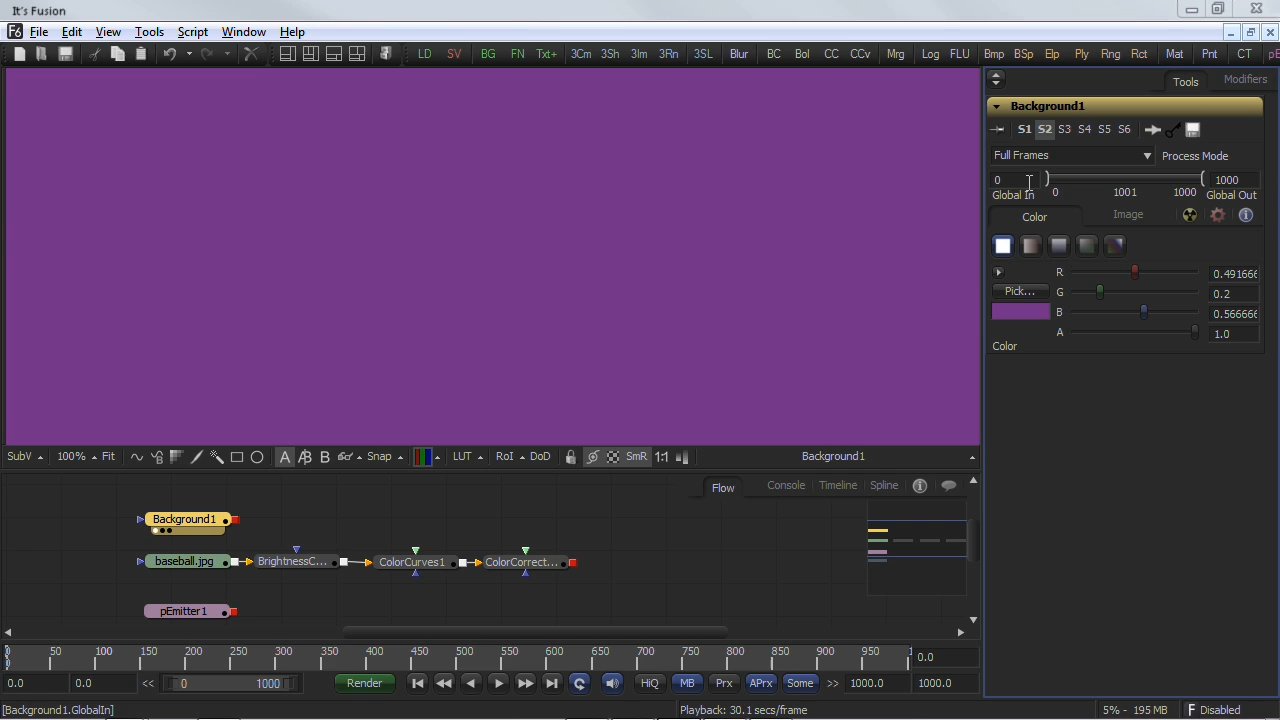 It's Fusion
File Edit View Tools Script Window Help
LD SV BG FN Txt+ 3Cm 3Sh 3Im 3Rn 3SL Blur BC Bol CC CCv Mrg Log FLU Bmp BSp Elp Ply Rng Rct Mat Pnt CT pE
Tools Modifiers
Background1
S1 S2 S3 S4 S5 S6
Full Frames Process Mode
0 1000
Global In 0 1001 1000 Global Out
Color Image
R 0.491666
Pick... G 0.2
B 0.566666
A 1.0
Color
SubV 100% Fit A B B Snap LUT RoI DoD SmR 1:1 Background1
Flow Console Timeline Spline
Background1
baseball.jpg BrightnessC... ColorCurves1 ColorCorrect...
pEmitter1
0 50 100 150 200 250 300 350 400 450 500 550 600 650 700 750 800 850 900 950 1 0.0
0.0 0.0 << 0 1000 Render HiQ MB Prx APrx Some >> 1000.0 1000.0
[Background1.GlobalIn] Playback: 30.1 secs/frame 5% - 195 MB F Disabled